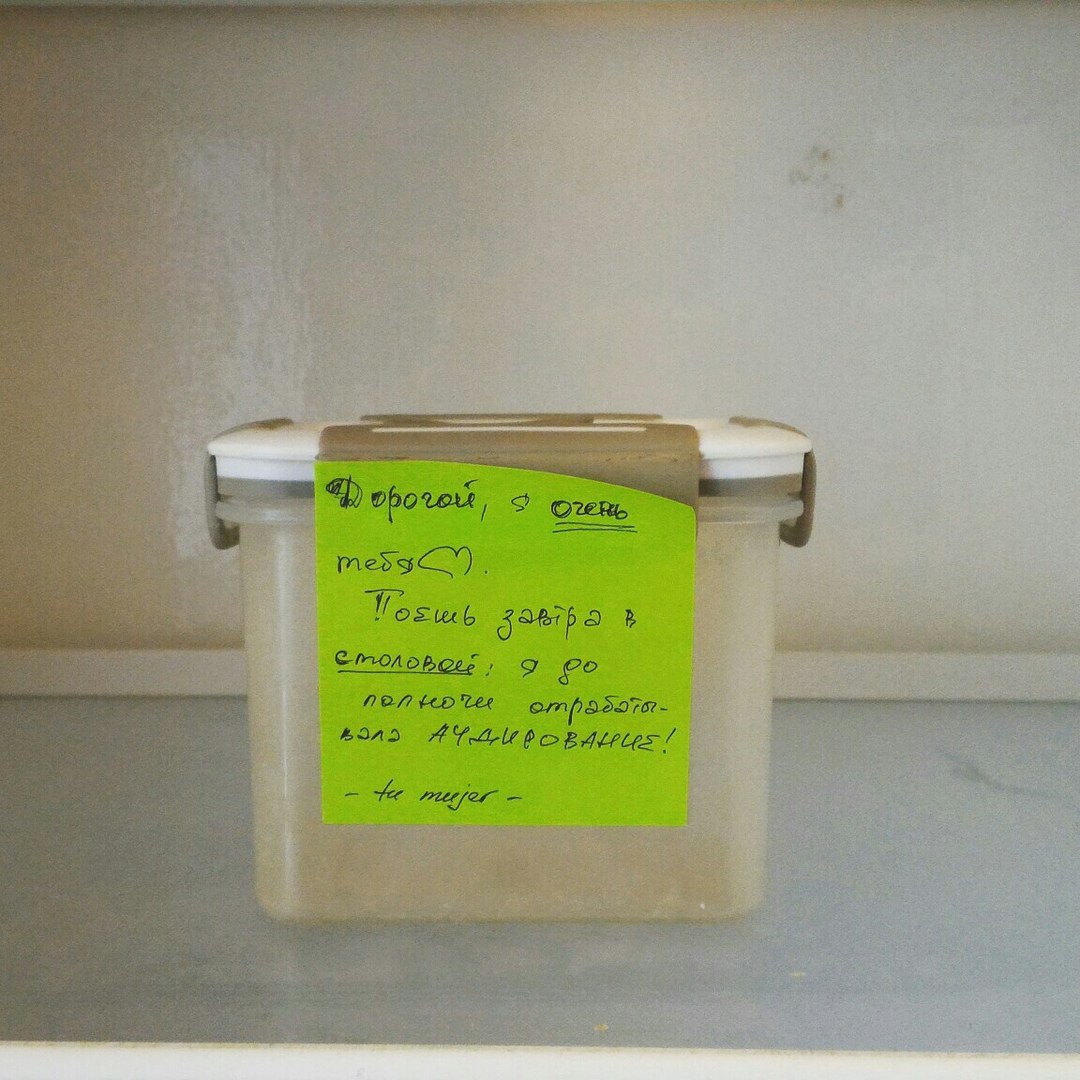 Дорогой, я очень
тебя♡.
Поешь завтра в
столовой: я до
полночи отрабаты-
вала АУДИРОВАНИЕ!
- tu mujer -